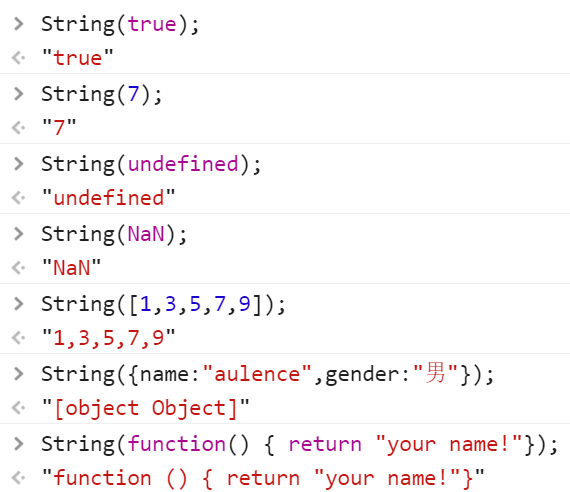 > String(true);
<· "true"
> String(7);
<· "7"
> String(undefined);
<· "undefined"
> String(NaN);
<· "NaN"
> String([1,3,5,7,9]);
<· "1,3,5,7,9"
> String({name:"aulence",gender:"男"});
<· "[object Object]"
> String(function() { return "your name!"});
<· "function () { return "your name!"}"